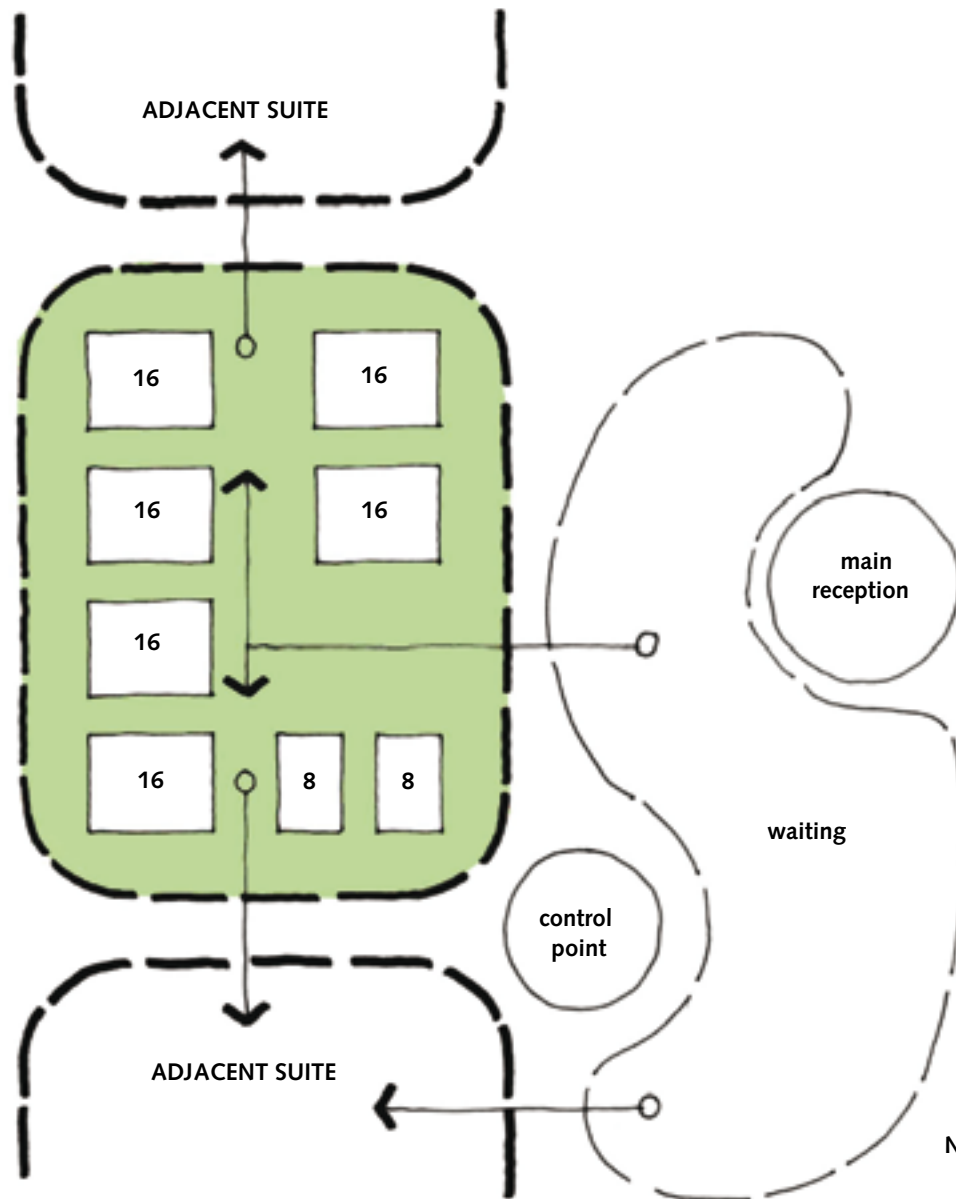 ADJACENT SUITE
16
16
16
16
16
16
8
8
main
reception
waiting
control
point
ADJACENT SUITE
N